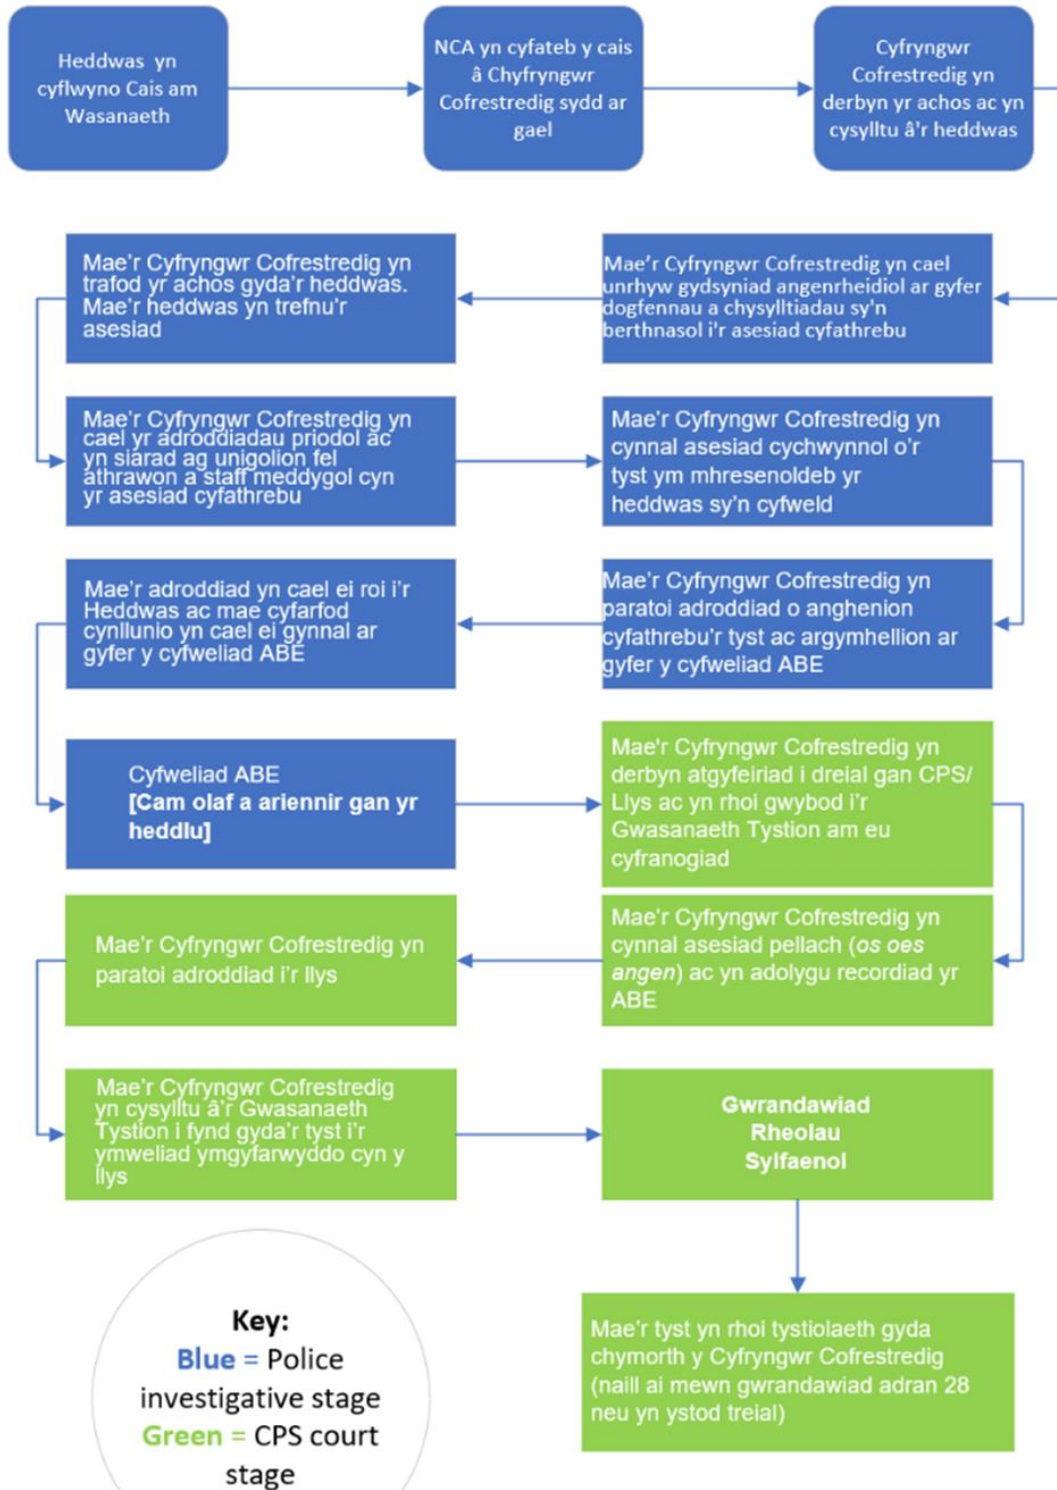 Heddwas yn
cyflwyno Cais am
Wasanaeth
NCA yn cyfateb y cais
â Chyfryngwr
Cofrestredig sydd ar
gael
Cyfryngwr
Cofrestredig yn
derbyn yr achos ac yn
cysylltu â'r heddwas
Mae'r Cyfryngwr Cofrestredig yn cael
unrhyw gydsyniad angenrheidiol ar gyfer
dogfennau a chysylltiadau sy'n
berthnasol i'r asesiad cyfathrebu
Mae'r Cyfryngwr Cofrestredig yn
trafod yr achos gyda'r heddwas.
Mae'r heddwas yn trefnu'r
asesiad
Mae'r Cyfryngwr Cofrestredig yn
cael yr adroddiadau priodol ac
yn siarad ag unigolion fel
athrawon a staff meddygol cyn
yr asesiad cyfathrebu
Mae'r Cyfryngwr Cofrestredig yn
cynnal asesiad cychwynnol o'r
tyst ym mhresenoldeb yr
heddwas sy'n cyfweld
Mae'r Cyfryngwr Cofrestredig yn
paratoi adroddiad o anghenion
cyfathrebu'r tyst ac argymhellion ar
gyfer y cyfweliad ABE
Mae'r adroddiad yn cael ei roi i'r
Heddwas ac mae cyfarfod
cynllunio yn cael ei gynnal ar
gyfer y cyfweliad ABE
Cyfweliad ABE
[Cam olaf a ariennir gan yr
heddlu]
Mae'r Cyfryngwr Cofrestredig yn
derbyn atgyfeiriad i dreial gan CPS/
Llys ac yn rhoi gwybod i'r
Gwasanaeth Tystion am eu
cyfranogiad
Mae'r Cyfryngwr Cofrestredig yn
cynnal asesiad pellach (os oes
angen) ac yn adolygu recordiad yr
ABE
Mae'r Cyfryngwr Cofrestredig yn
paratoi adroddiad i'r llys
Mae'r Cyfryngwr Cofrestredig
yn cysylltu â'r Gwasanaeth
Tystion i fynd gyda'r tyst i'r
ymweliad ymgyfarwyddo cyn y
llys
Gwrandawiad
Rheolau
Sylfaenol
Mae'r tyst yn rhoi tystiolaeth gyda
chymorth y Cyfryngwr Cofrestredig
(naill ai mewn gwrandawiad adran 28
neu yn ystod treial)
Key:
Blue = Police
investigative stage
Green = CPS court
stage